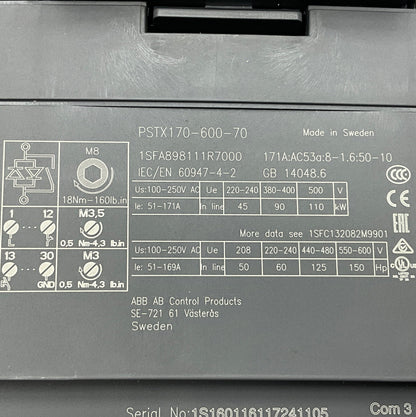 PSTX170-600-70
Made in Sweden
1SFA898111R7000 171A:AC53a:8-1.6:50-10
IEC/EN 60947-4-2 GB 14048.6
M8
18Nm-160lb.in
Us:100-250V AC Ue 220-240 380-400 500 V
Ie: 51-171A In line 45 90 110 kW
1 12 M3,5
0,5 Nm-4,3 lb.in
More data see 1SFC132082M9901
Us:100-250V AC Ue 208 220-240 440-480 550-600 V
Ie: 51-169A In line 50 60 125 150 Hp
13 30 M3
GND 0,5 Nm-4,3 lb.in
CCC
UL US LISTED
ABB AB Control Products
SE-721 61 Västerås
Sweden
Serial No:1S160116117241105
Com 3